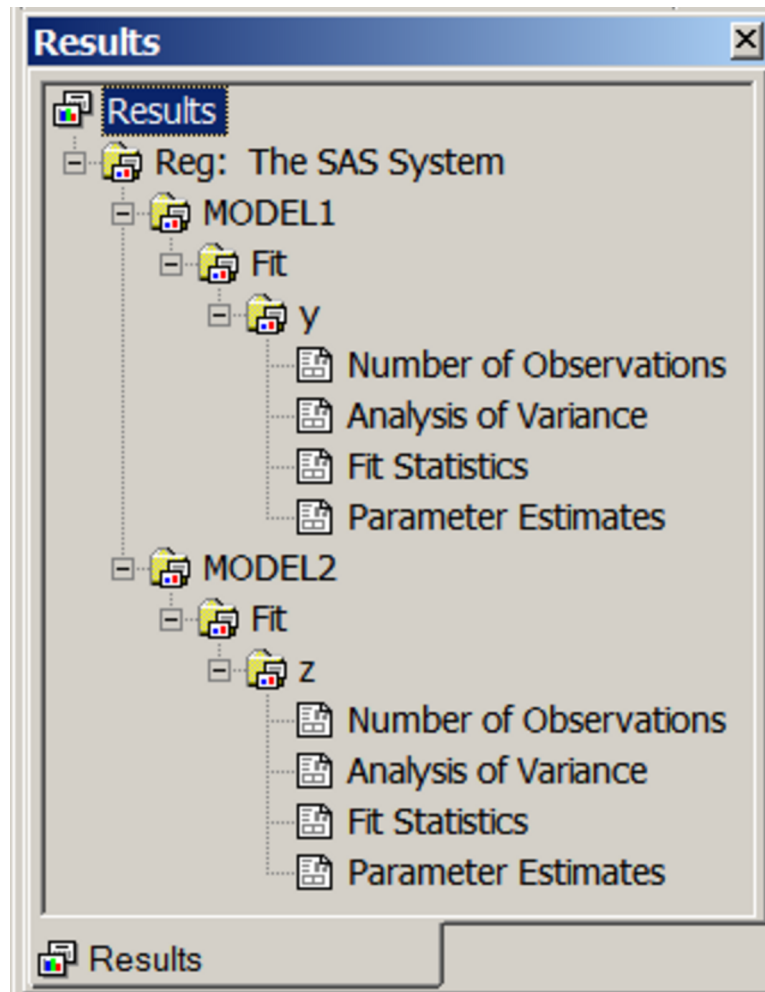 Results
Results
Reg: The SAS System
MODEL1
Fit
y
Number of Observations
Analysis of Variance
Fit Statistics
Parameter Estimates
MODEL2
Fit
z
Number of Observations
Analysis of Variance
Fit Statistics
Parameter Estimates
Results